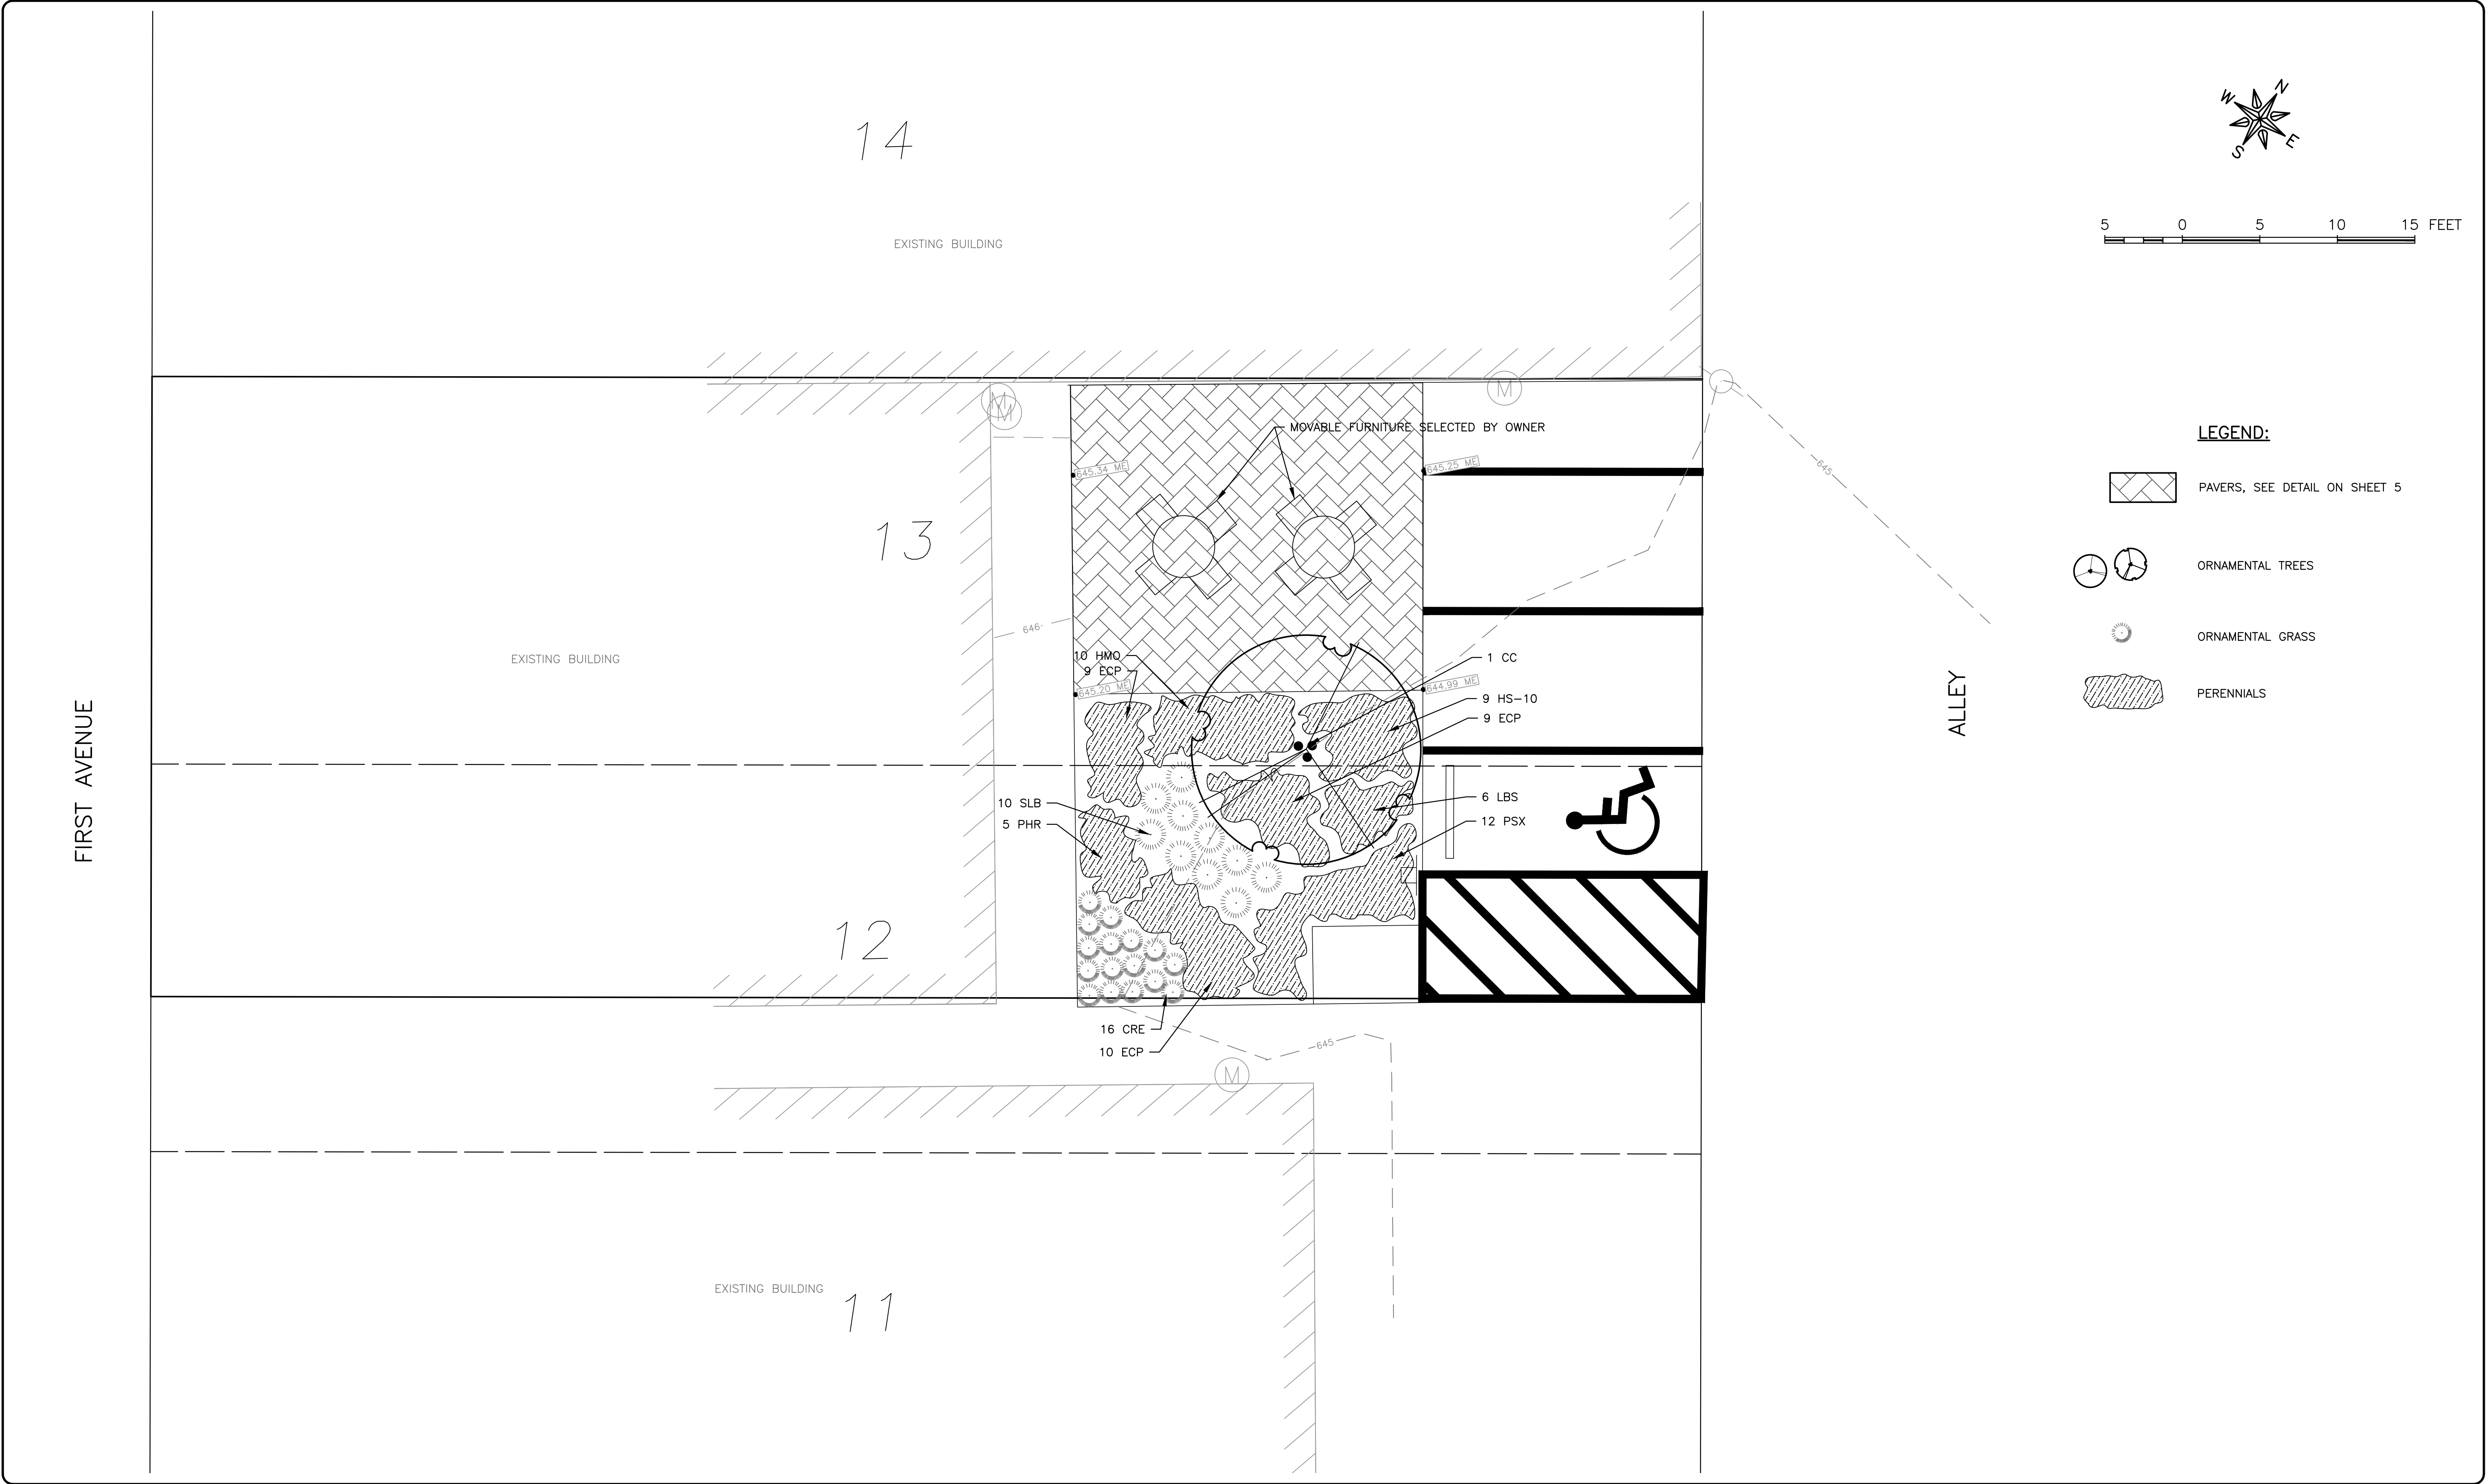 14
EXISTING BUILDING
W
N
S
E
5 0 5 10 15 FEET
M
M
M
MOVABLE FURNITURE SELECTED BY OWNER
LEGEND:
PAVERS, SEE DETAIL ON SHEET 5
ORNAMENTAL TREES
ORNAMENTAL GRASS
PERENNIALS
645.34 ME
645.25 ME
645
13
646
EXISTING BUILDING
10 HMO
9 ECP
645.20 ME
644.99 ME
1 CC
9 HS-10
9 ECP
6 LBS
12 PSX
10 SLB
5 PHR
FIRST AVENUE
ALLEY
12
16 CRE
10 ECP
645
M
EXISTING BUILDING
11